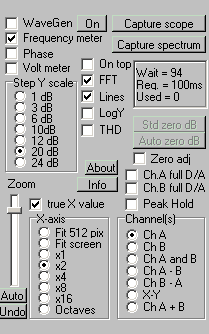 WaveGen
On
Capture scope
Frequency meter
Capture spectrum
Phase
Volt meter
On top
Wait = 94
Req. = 100ms
Used = 0
FFT
Lines
LogY
THD
Step Y scale
1 dB
3 dB
6 dB
10dB
12 dB
20 dB
24 dB
Std zero dB
Auto zero dB
Zero adj
About
Info
Ch.A full D/A
Ch.B D/A
Zoom
true X value
Peak Hold
X-axis
Fit 512 pix
Fit screen
x1
x2
x4
x8
x16
Octaves
Channel(s)
Ch A
Ch B
Ch A and B
Ch A - B
Ch B - A
X-Y
Ch A + B
Auto
Undo